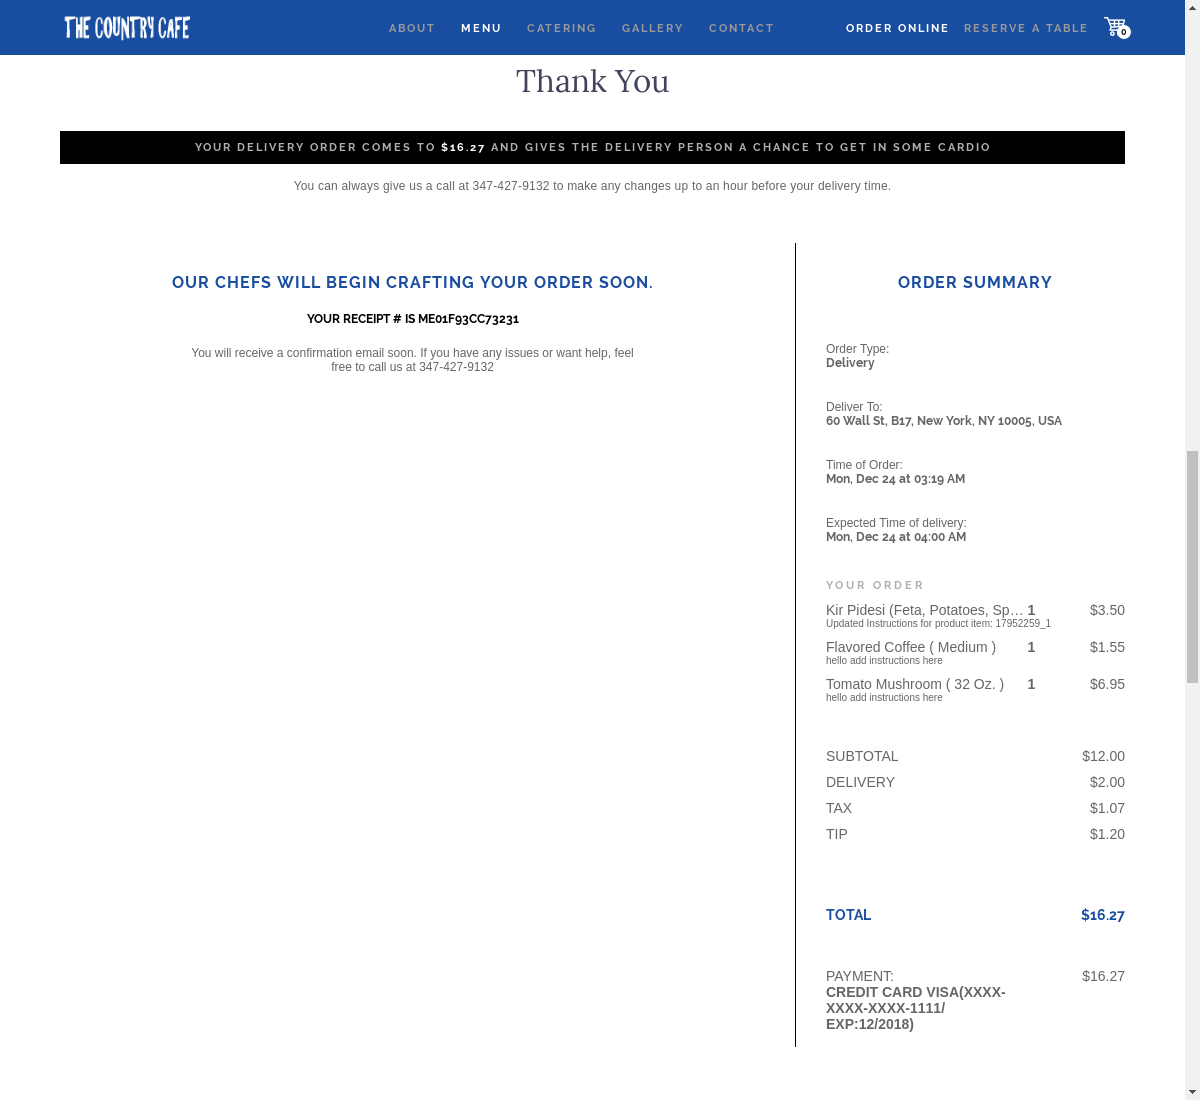 THE COUNTRY CAFE
ABOUT MENU CATERING GALLERY CONTACT ORDER ONLINE RESERVE A TABLE 0
Thank You
YOUR DELIVERY ORDER COMES TO $16.27 AND GIVES THE DELIVERY PERSON A CHANCE TO GET IN SOME CARDIO
You can always give us a call at 347-427-9132 to make any changes up to an hour before your delivery time.
OUR CHEFS WILL BEGIN CRAFTING YOUR ORDER SOON.
YOUR RECEIPT # IS ME01F93CC73231
You will receive a confirmation email soon. If you have any issues or want help, feel
free to call us at 347-427-9132
ORDER SUMMARY
Order Type:
Delivery
Deliver To:
60 Wall St, B17, New York, NY 10005, USA
Time of Order:
Mon, Dec 24 at 03:19 AM
Expected Time of delivery:
Mon, Dec 24 at 04:00 AM
YOUR ORDER
Kir Pidesi (Feta, Potatoes, Sp… 1 $3.50
Updated Instructions for product item: 17952259_1
Flavored Coffee ( Medium ) 1 $1.55
hello add instructions here
Tomato Mushroom ( 32 Oz. ) 1 $6.95
hello add instructions here
SUBTOTAL $12.00
DELIVERY $2.00
TAX $1.07
TIP $1.20
TOTAL $16.27
PAYMENT: $16.27
CREDIT CARD VISA(XXXX-
XXXX-XXXX-1111/
EXP:12/2018)